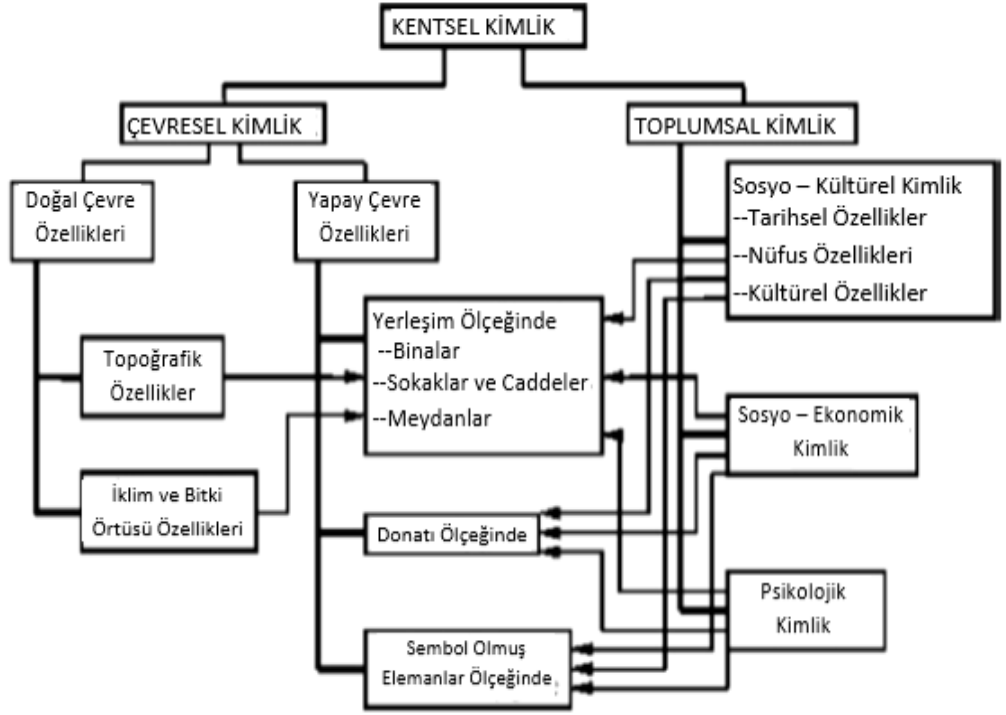 KENTSEL KİMLİK
ÇEVRESEL KİMLİK
TOPLUMSAL KİMLİK
Doğal Çevre
Özellikleri
Yapay Çevre
Özellikleri
Sosyo – Kültürel Kimlik
--Tarihsel Özellikler
--Nüfus Özellikleri
--Kültürel Özellikler
Yerleşim Ölçeğinde
--Binalar
--Sokaklar ve Caddeler
--Meydanlar
Topoğrafik
Özellikler
Sosyo – Ekonomik
Kimlik
İklim ve Bitki
Örtüsü Özellikleri
Donatı Ölçeğinde
Psikolojik
Kimlik
Sembol Olmuş
Elemanlar Ölçeğinde